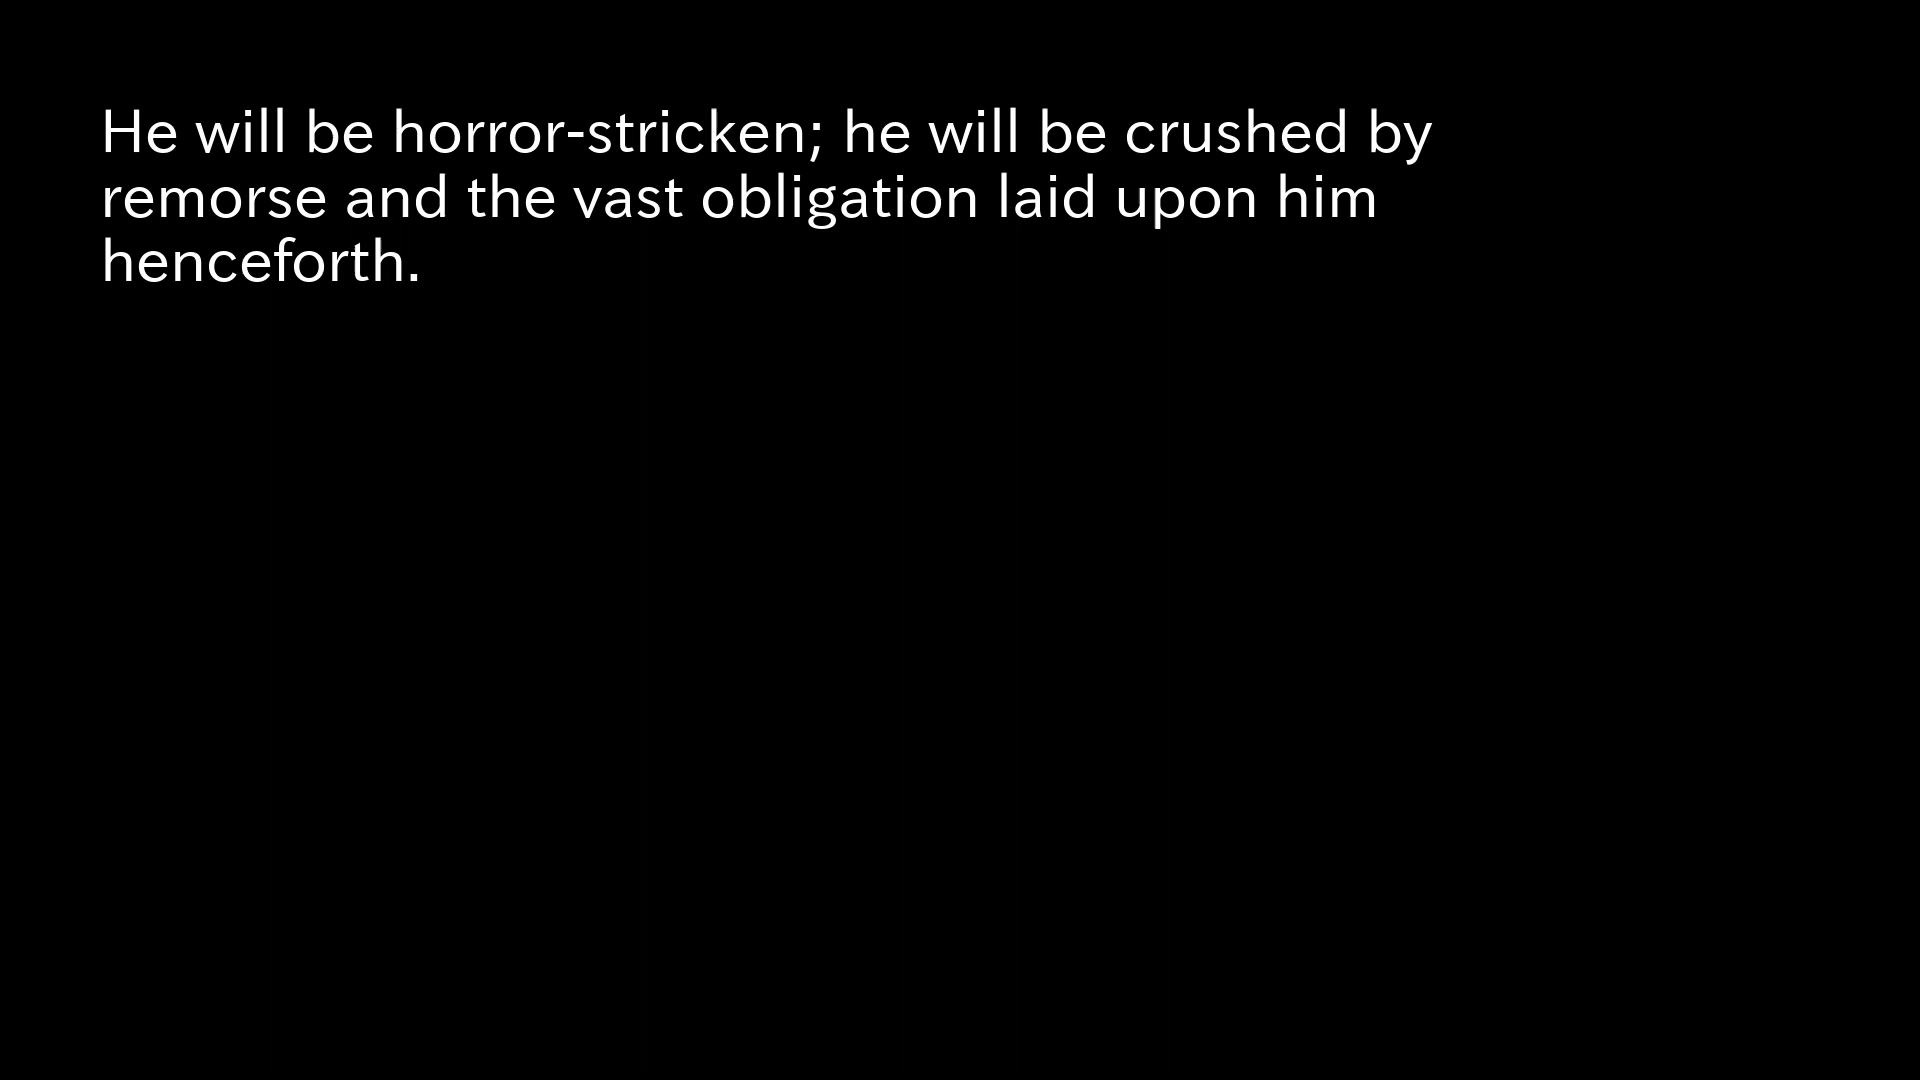 He will be horror-stricken; he will be crushed by
remorse and the vast obligation laid upon him
henceforth.